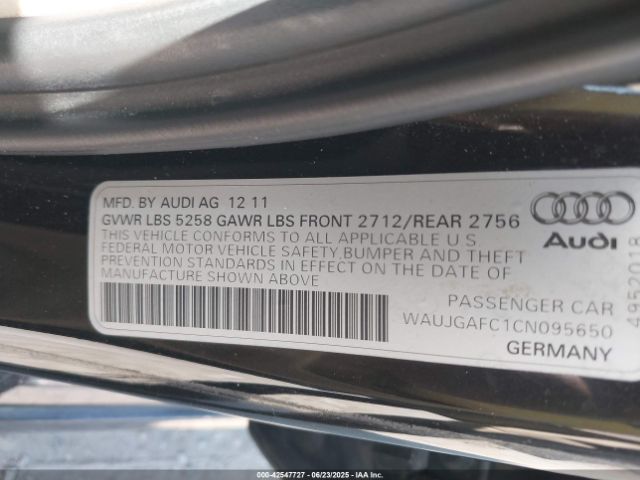 MFD. BY AUDI AG 12 11
GVWR LBS 5258 GAWR LBS FRONT 2712/REAR 2756
THIS VEHICLE CONFORMS TO ALL APPLICABLE U S
FEDERAL MOTOR VEHICLE SAFETY, BUMPER AND THEFT
PREVENTION STANDARDS IN EFFECT ON THE DATE OF
MANUFACTURE SHOWN ABOVE
Audi
PASSENGER CAR
WAUJGAFC1CN095650
GERMANY
4952018
00-42547727 - 06/23/2025 - IAA Inc.